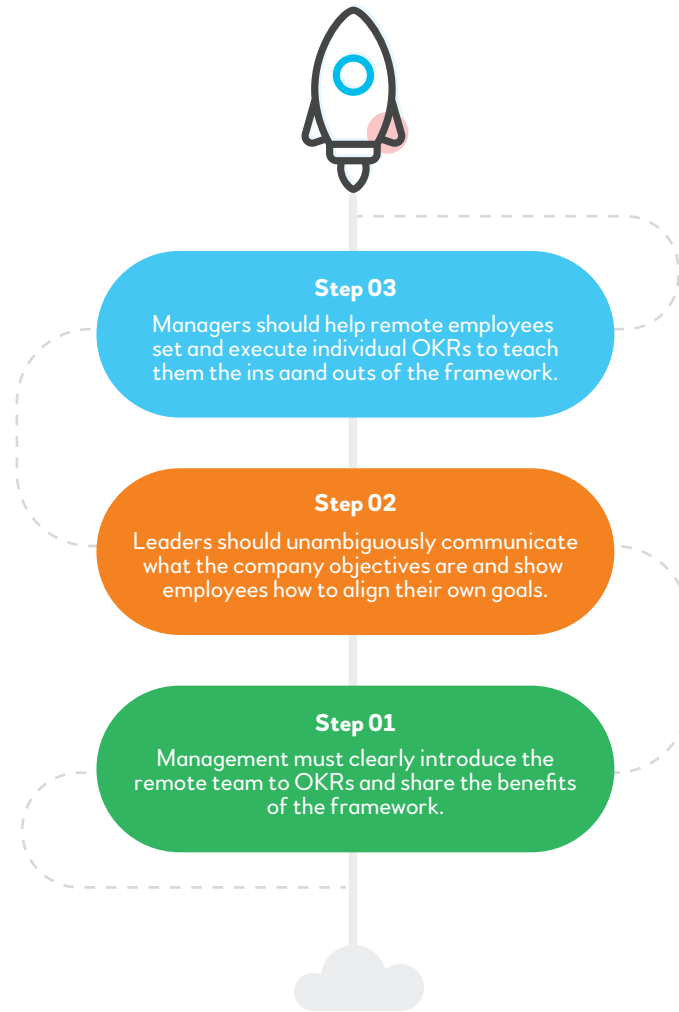 Step 03
Managers should help remote employees
set and execute individual OKRs to teach
them the ins aand outs of the framework.
Step 02
Leaders should unambiguously communicate
what the company objectives are and show
employees how to align their own goals.
Step 01
Management must clearly introduce the
remote team to OKRs and share the benefits
of the framework.